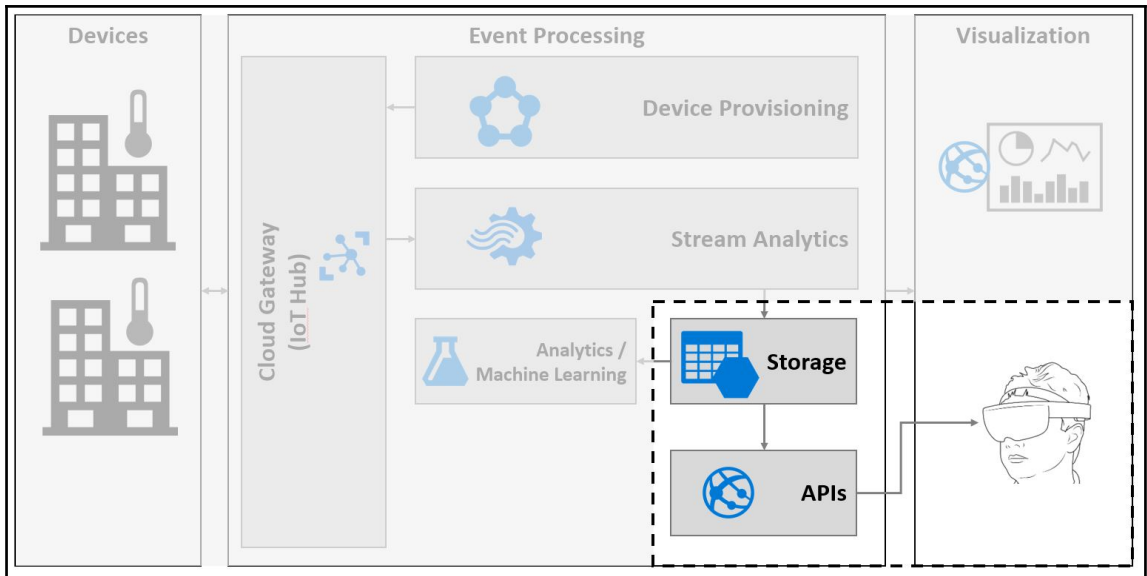 Devices
Event Processing
Visualization
Cloud Gateway
(IoT Hub)
Device Provisioning
Stream Analytics
Analytics /
Machine Learning
Storage
APIs